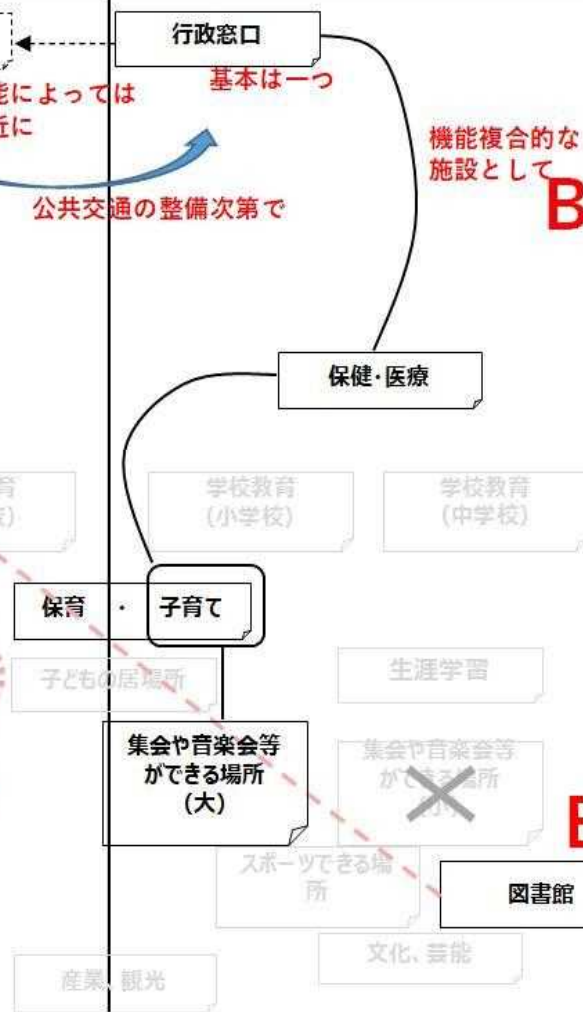 行政窓口
基本は一つ
能によっては
近に
機能複合的な
施設として
公共交通の整備次第で
B
保健・医療
育
学校教育
(小学校)
学校教育
(中学校)
保育 ・ 子育て
子どもの居場所
生涯学習
集会や音楽会等
ができる場所
(大)
集会や音楽会等
ができる場所
スポーツできる場
所
図書館
文化、芸能
産業、観光